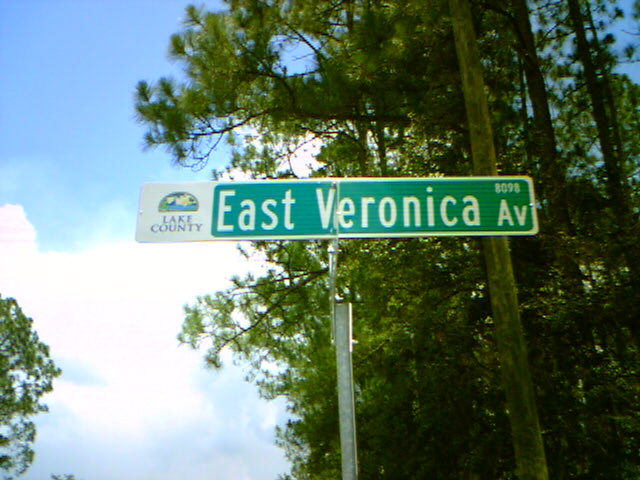 LAKE
COUNTY
East Veronica Av
8098